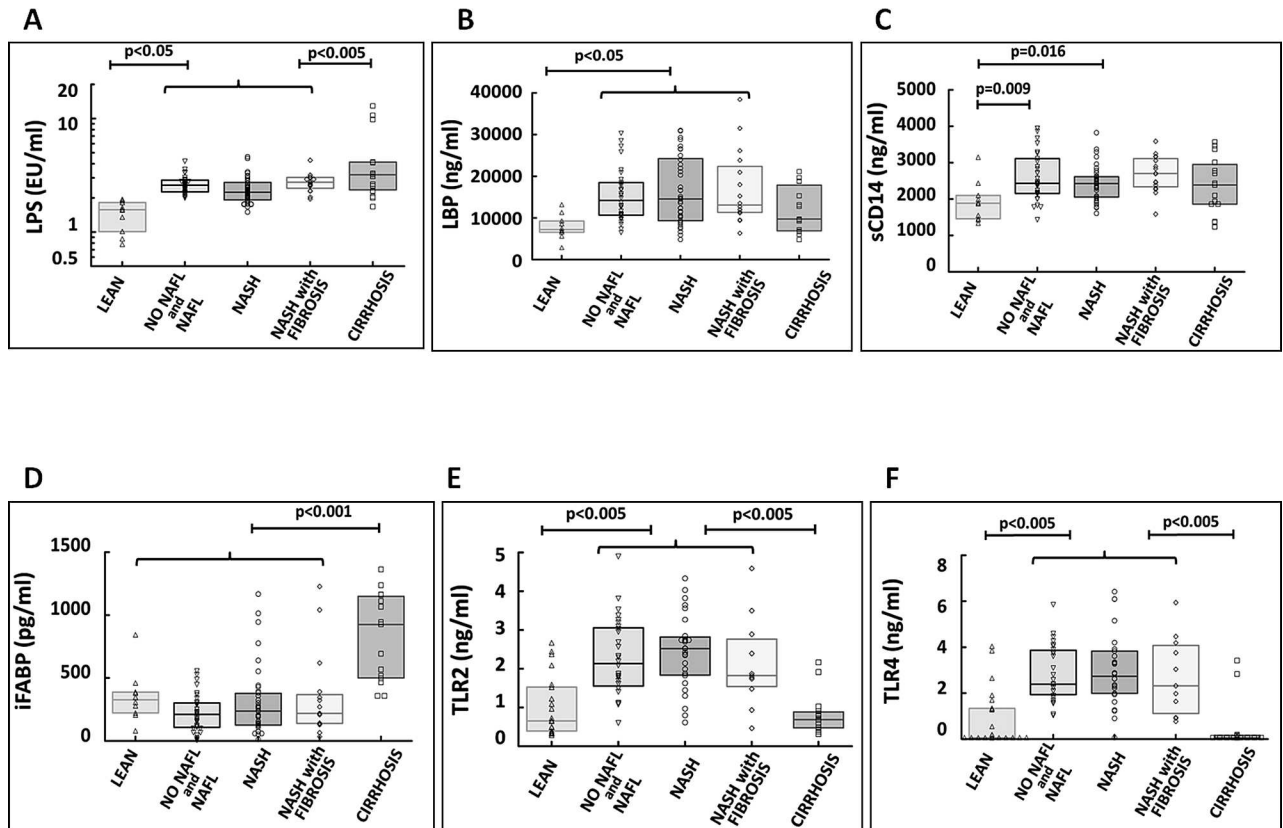 A
p<0.05
p<0.005
LPS (EU/ml)
20
10
1
0.5
LEAN
NO NAFL
and
NAFL
NASH
NASH with
FIBROSIS
CIRRHOSIS
B
p<0.05
LBP (ng/ml)
40000
30000
20000
10000
0
LEAN
NO NAFL
and
NAFL
NASH
NASH with
FIBROSIS
CIRRHOSIS
C
p=0.016
p=0.009
sCD14 (ng/ml)
5000
4000
3000
2000
1000
0
LEAN
NO NAFL
and
NAFL
NASH
NASH with
FIBROSIS
CIRRHOSIS
D
p<0.001
iFABP (pg/ml)
1500
1000
500
0
LEAN
NO NAFL
and
NAFL
NASH
NASH with
FIBROSIS
CIRRHOSIS
E
p<0.005
p<0.005
TLR2 (ng/ml)
5
4
3
2
1
0
LEAN
NO NAFL
and
NAFL
NASH
NASH with
FIBROSIS
CIRRHOSIS
F
p<0.005
p<0.005
TLR4 (ng/ml)
8
6
4
2
0
LEAN
NO NAFL
and
NAFL
NASH
NASH with
FIBROSIS
CIRRHOSIS